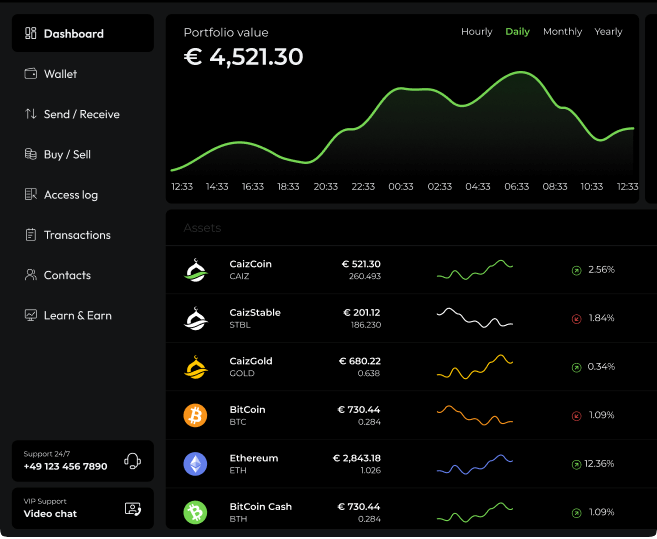 Dashboard
Wallet
Send / Receive
Buy / Sell
Access log
Transactions
Contacts
Learn & Earn
Support 24/7
+49 123 456 7890
VIP Support
Video chat
Portfolio value
€ 4,521.30
Hourly Daily Monthly Yearly
12:33 14:33 16:33 18:33 20:33 22:33 00:33 02:33 04:33 06:33 08:33 10:33 12:33
Assets
CaizCoin € 521.30 2.56%
CAIZ 260.493
CaizStable € 201.12 1.84%
STBL 186.230
CaizGold € 680.22 0.34%
GOLD 0.638
BitCoin € 730.44 1.09%
BTC 0.284
Ethereum € 2,843.18 12.36%
ETH 1.026
BitCoin Cash € 730.44 1.09%
BTH 0.284